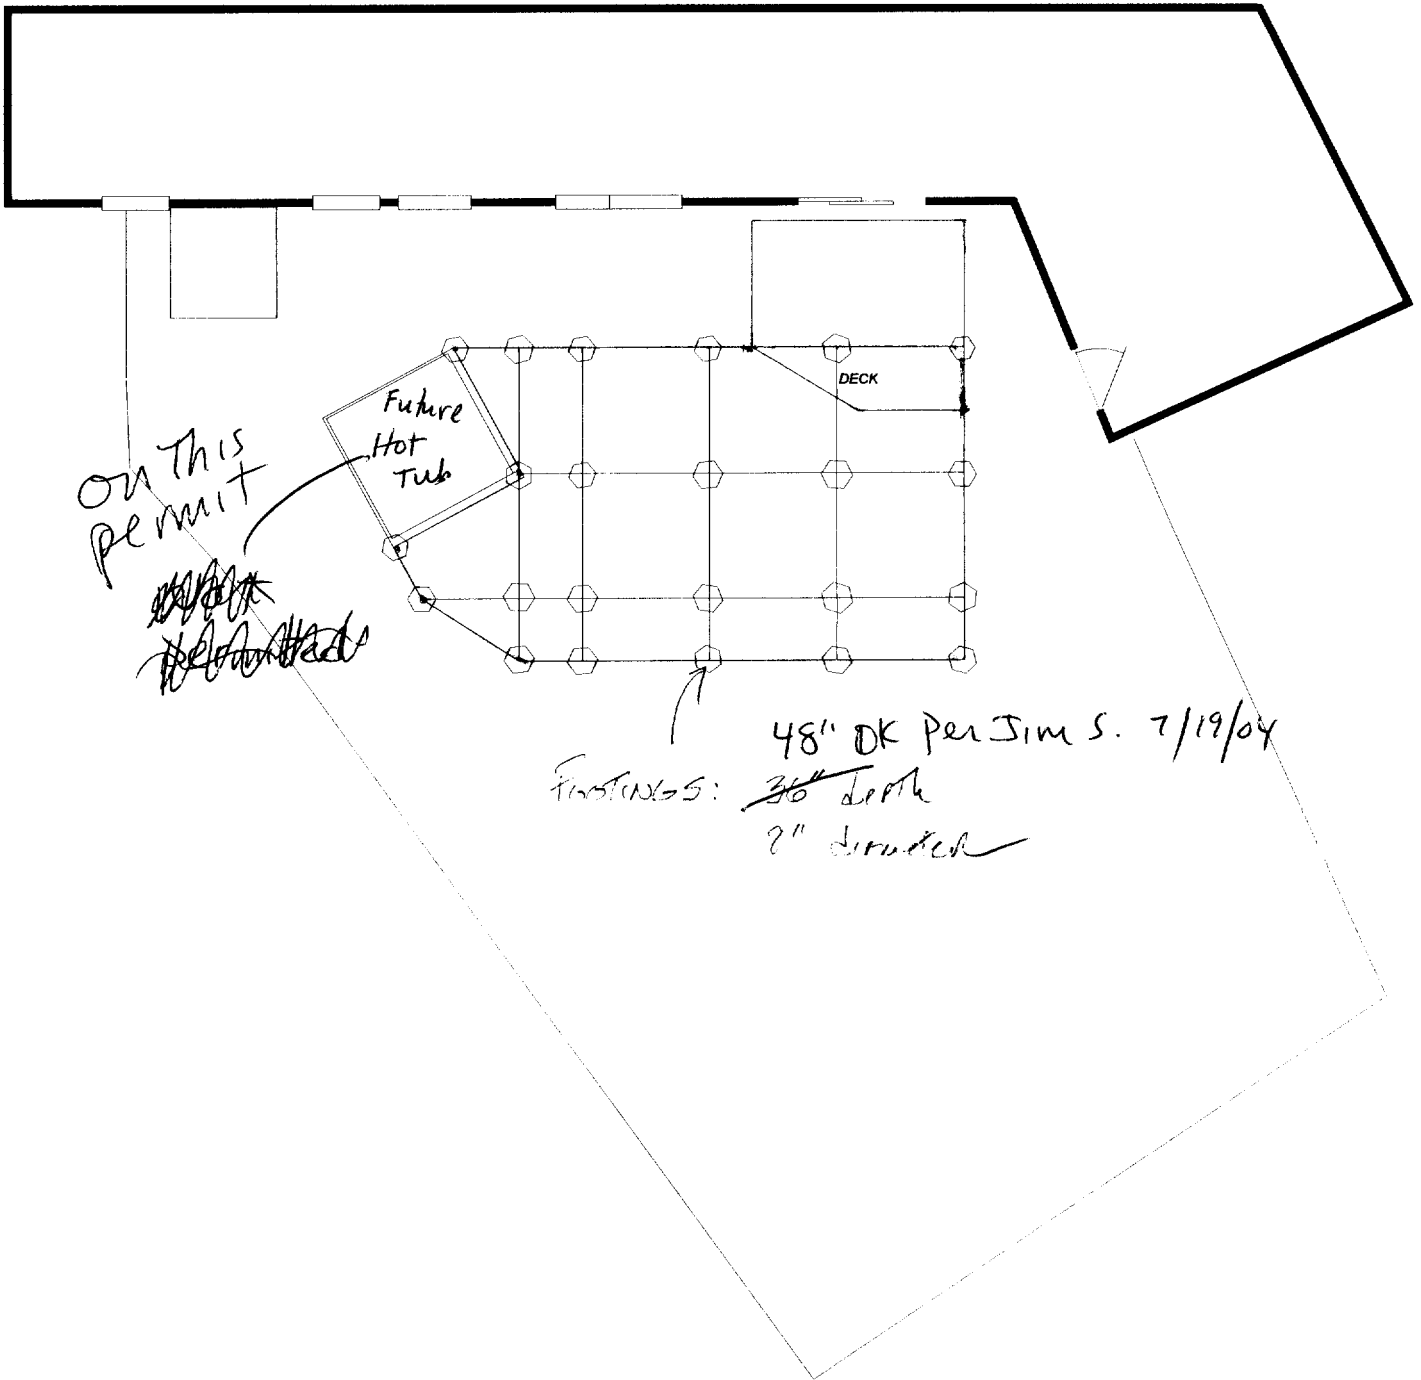 DECK
Future
Hot
Tub
on This
permit
48" OK Per Jim S. 7/19/04
FOOTINGS: 36" depth
diameter